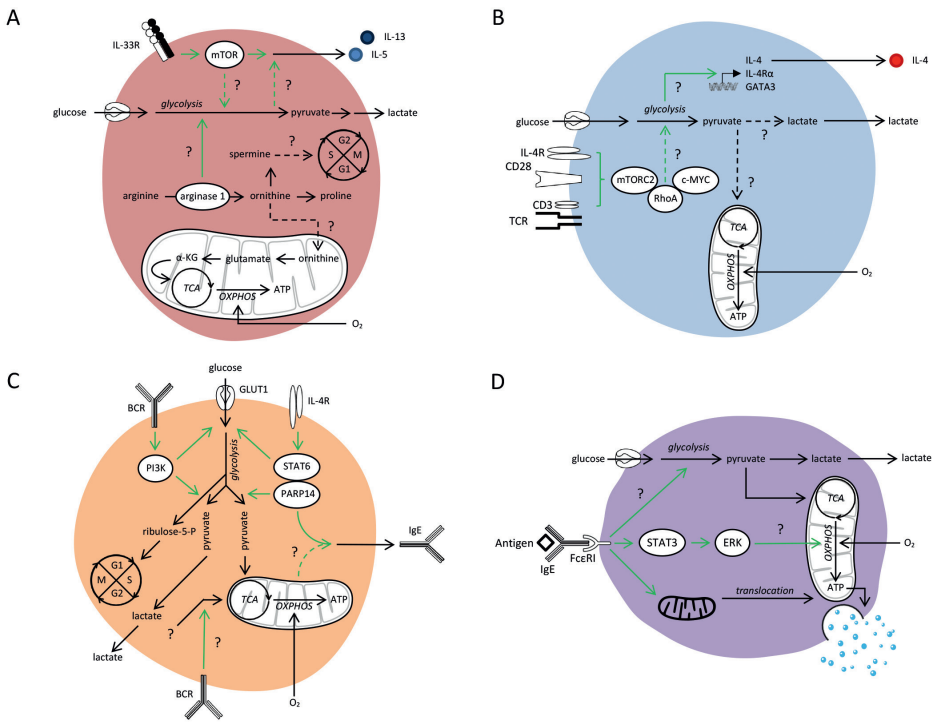 A
IL-33R
mTOR
IL-13
IL-5
?
?
glucose
glycolysis
pyruvate
lactate
?
spermine
?
G2
S
M
G1
arginine
arginase 1
ornithine
proline
?
α-KG
glutamate
ornithine
TCA
OXPHOS
ATP
O₂
B
IL-4
IL-4Rα
GATA3
IL-4
?
glucose
glycolysis
pyruvate
?
lactate
lactate
IL-4R
CD28
CD3
TCR
mTORC2
c-MYC
RhoA
?
?
TCA
OXPHOS
ATP
O₂
C
glucose
GLUT1
BCR
IL-4R
glycolysis
PI3K
STAT6
PARP14
ribulose-5-P
pyruvate
pyruvate
IgE
?
G1
M
S
G2
TCA
OXPHOS
ATP
lactate
?
?
lactate
BCR
O₂
D
glucose
glycolysis
pyruvate
lactate
lactate
?
TCA
Antigen
IgE
FcεRI
STAT3
ERK
?
OXPHOS
O₂
translocation
ATP